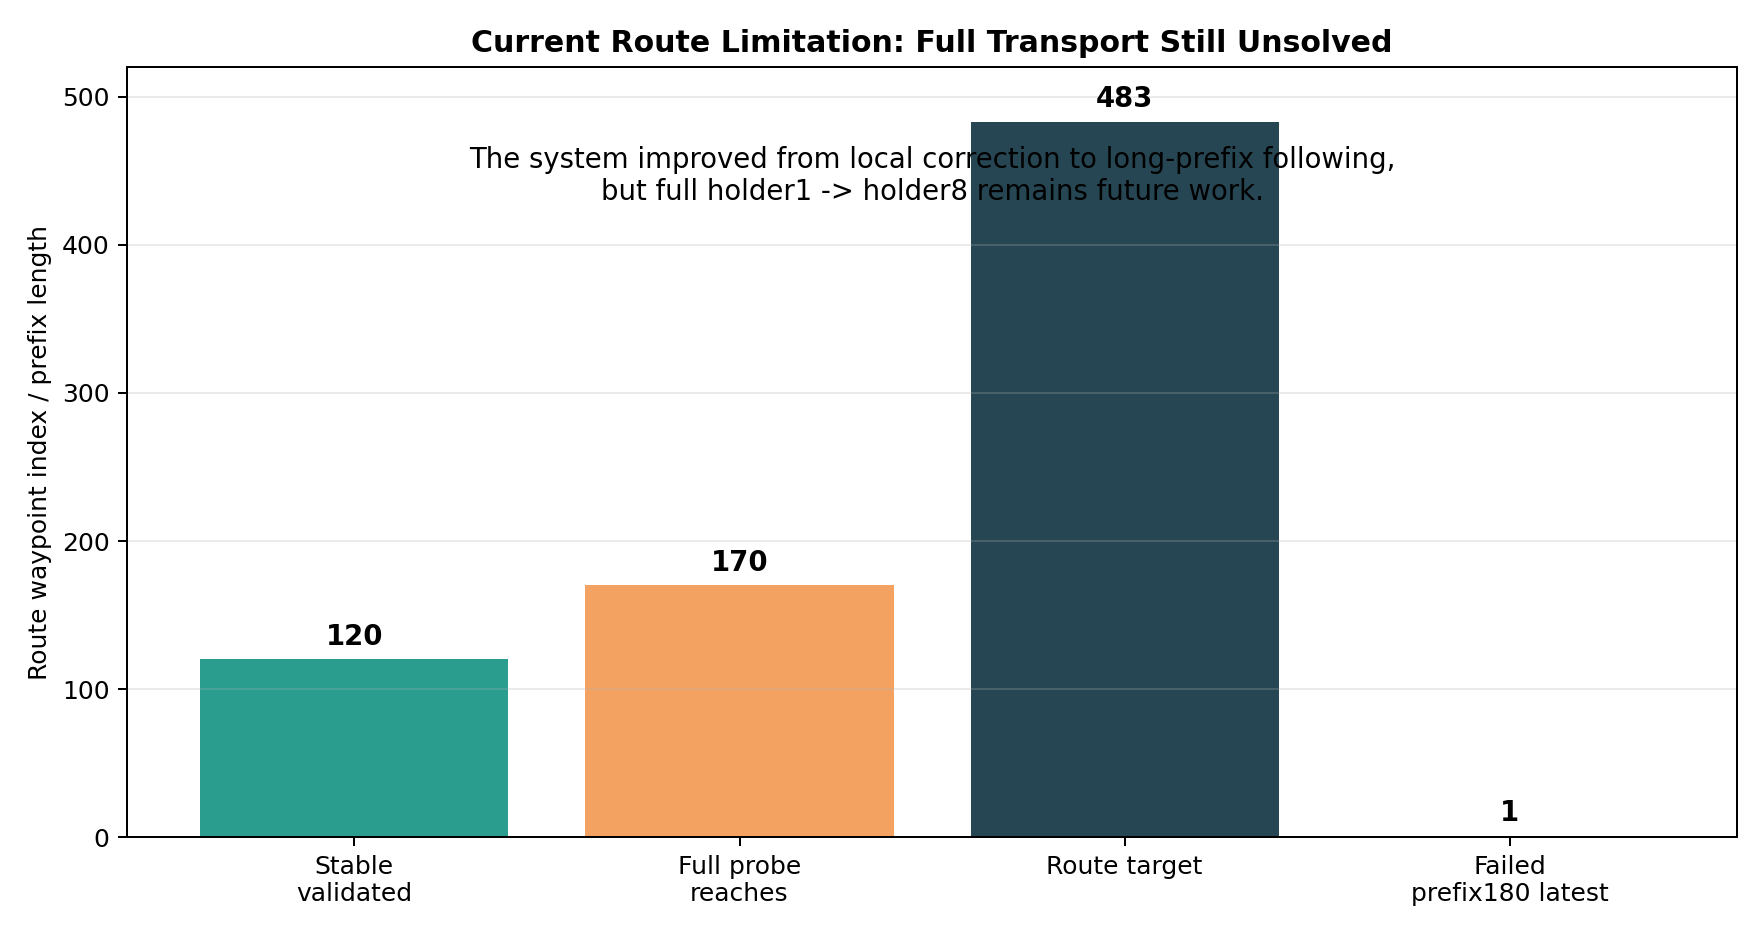 Current Route Limitation: Full Transport Still Unsolved
500
483
The system improved from local correction to long-prefix following,
but full holder1 -> holder8 remains future work.
400
Route waypoint index / prefix length
300
200
170
120
100
1
0
Stable
validated
Full probe
reaches
Route target
Failed
prefix180 latest